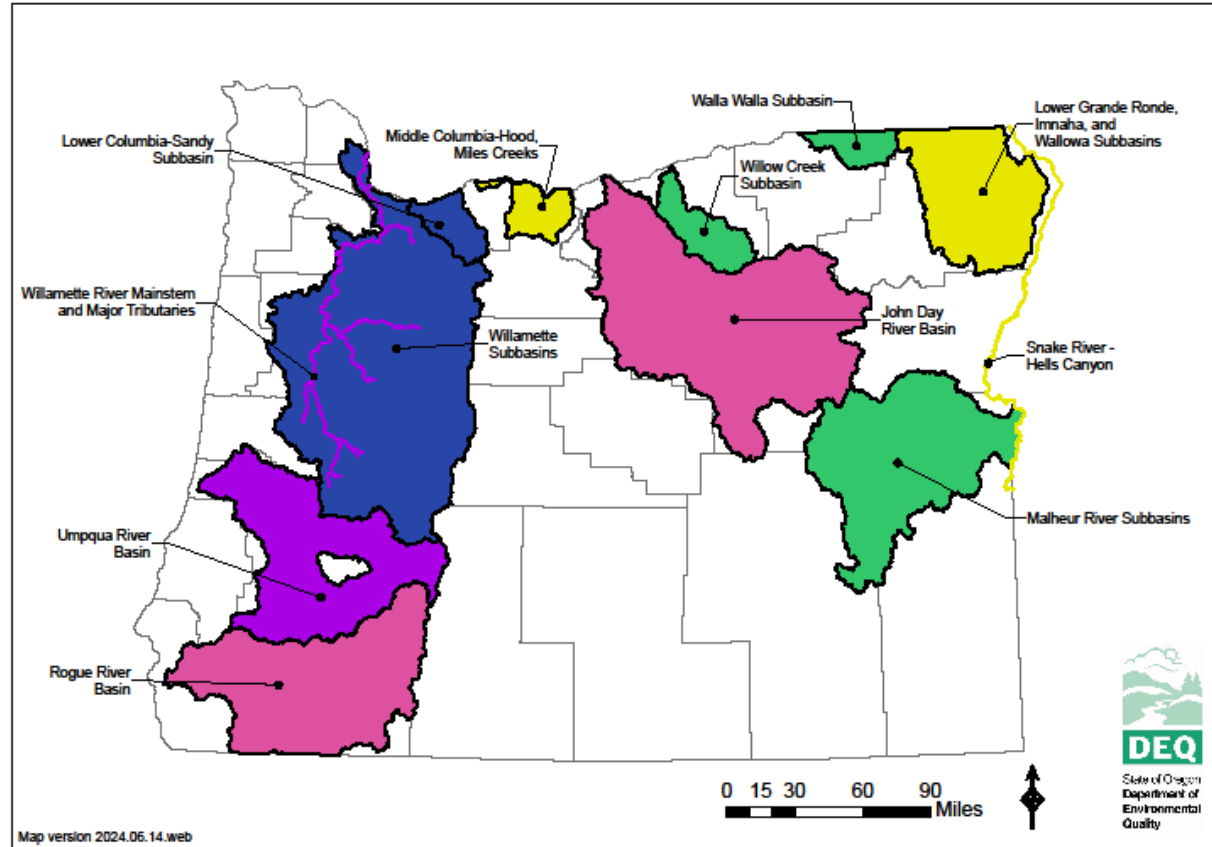 Walla Walla Subbasin
Lower Grande Ronde,
Imnaha, and
Wallowa Subbasins
Lower Columbia-Sandy
Subbasin
Middle Columbia-Hood,
Miles Creeks
Willow Creek
Subbasin
Willamette River Mainstem
and Major Tributaries
Willamette
Subbasins
John Day
River Basin
Snake River -
Hells Canyon
Malheur River Subbasins
Umpqua River
Basin
Rogue River
Basin
0 15 30 60 90
Miles
DEQ
State of Oregon
Department of
Environmental
Quality
Map version 2024.06.14.web